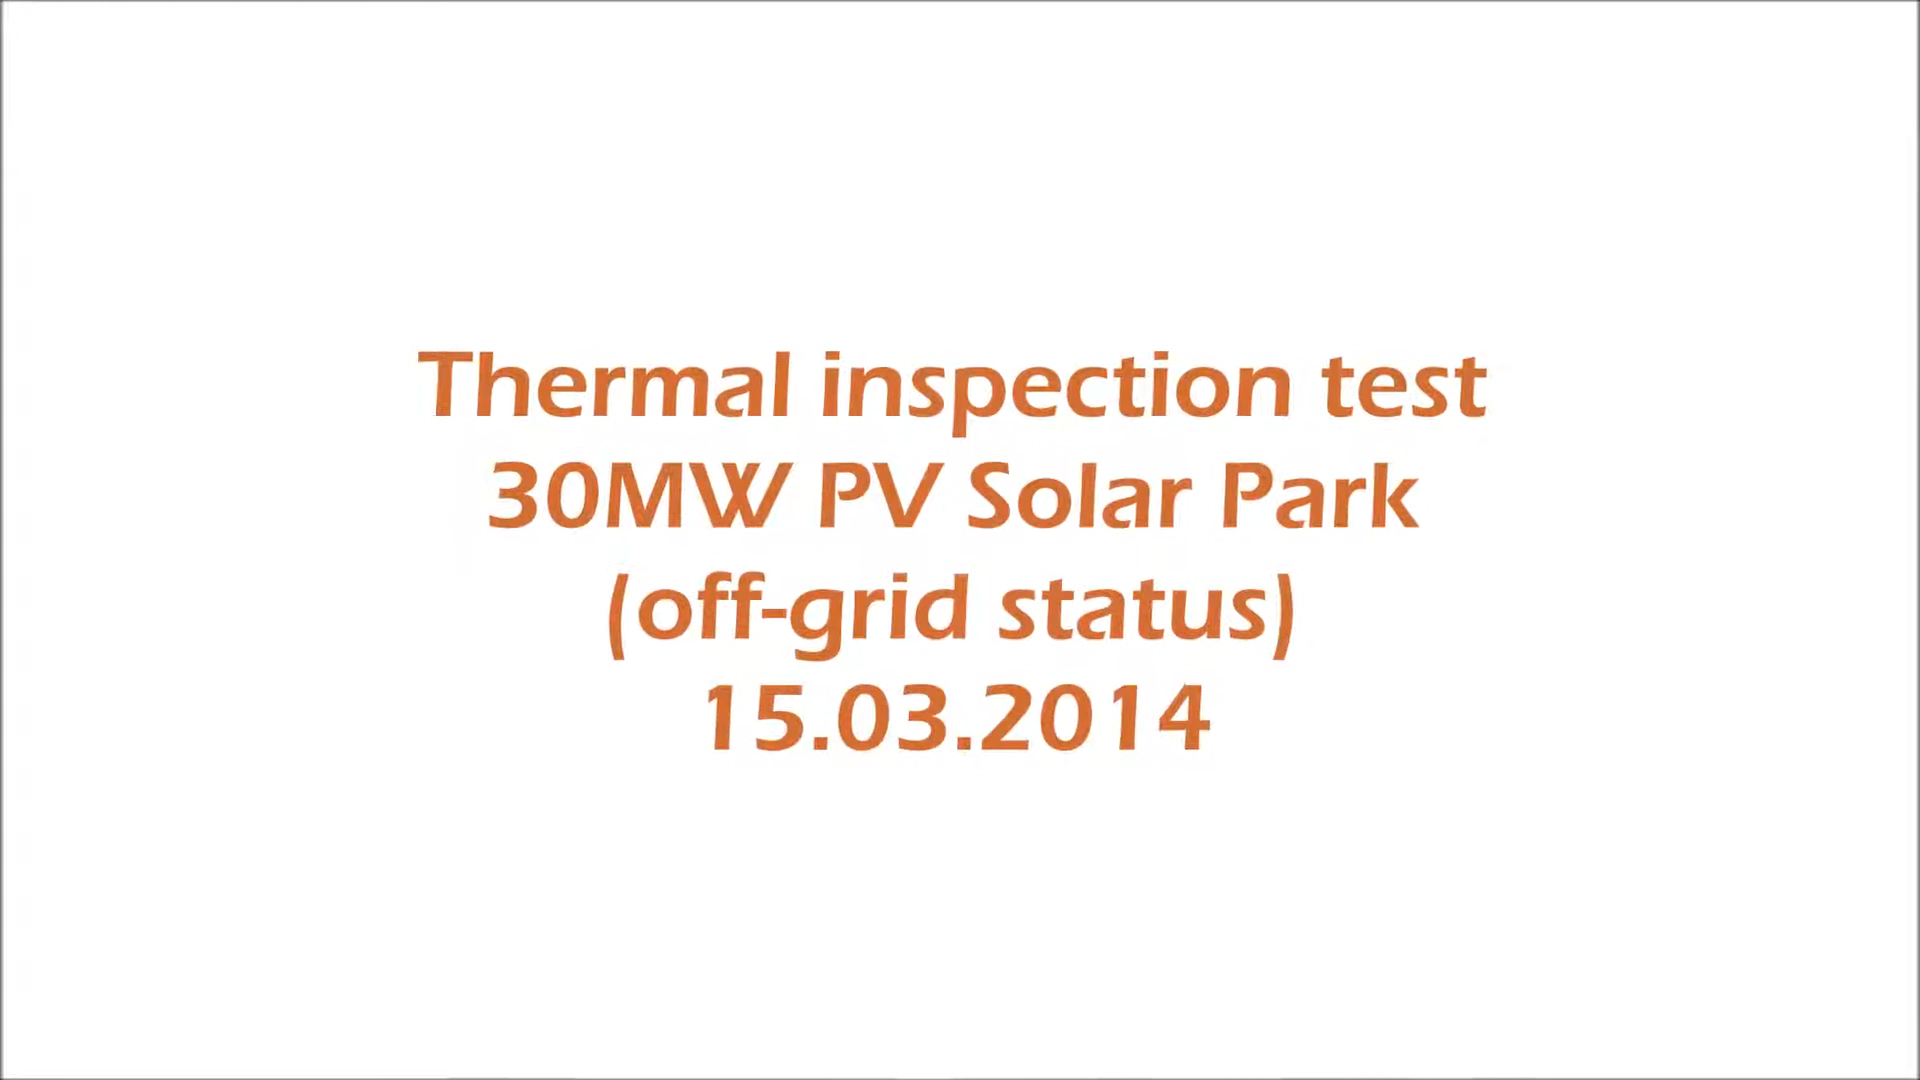 Thermal inspection test
30MW PV Solar Park
(off-grid status)
15.03.2014